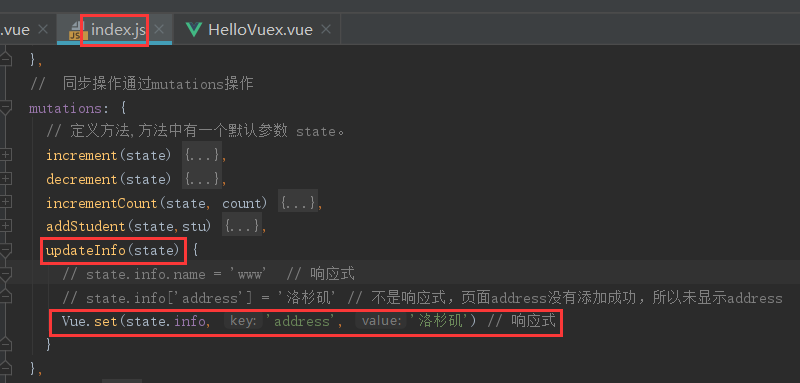 .vue × index.js × HelloVuex.vue ×
},
// 同步操作通过mutations操作
mutations: {
// 定义方法,方法中有一个默认参数 state。
increment(state) {...},
decrement(state) {...},
incrementCount(state, count) {...},
addStudent(state,stu) {...},
updateInfo(state) {
// state.info.name = 'www' // 响应式
// state.info['address'] = '洛杉矶' // 不是响应式，页面address没有添加成功，所以未显示address
Vue.set(state.info, key: 'address', value: '洛杉矶') // 响应式
}
},